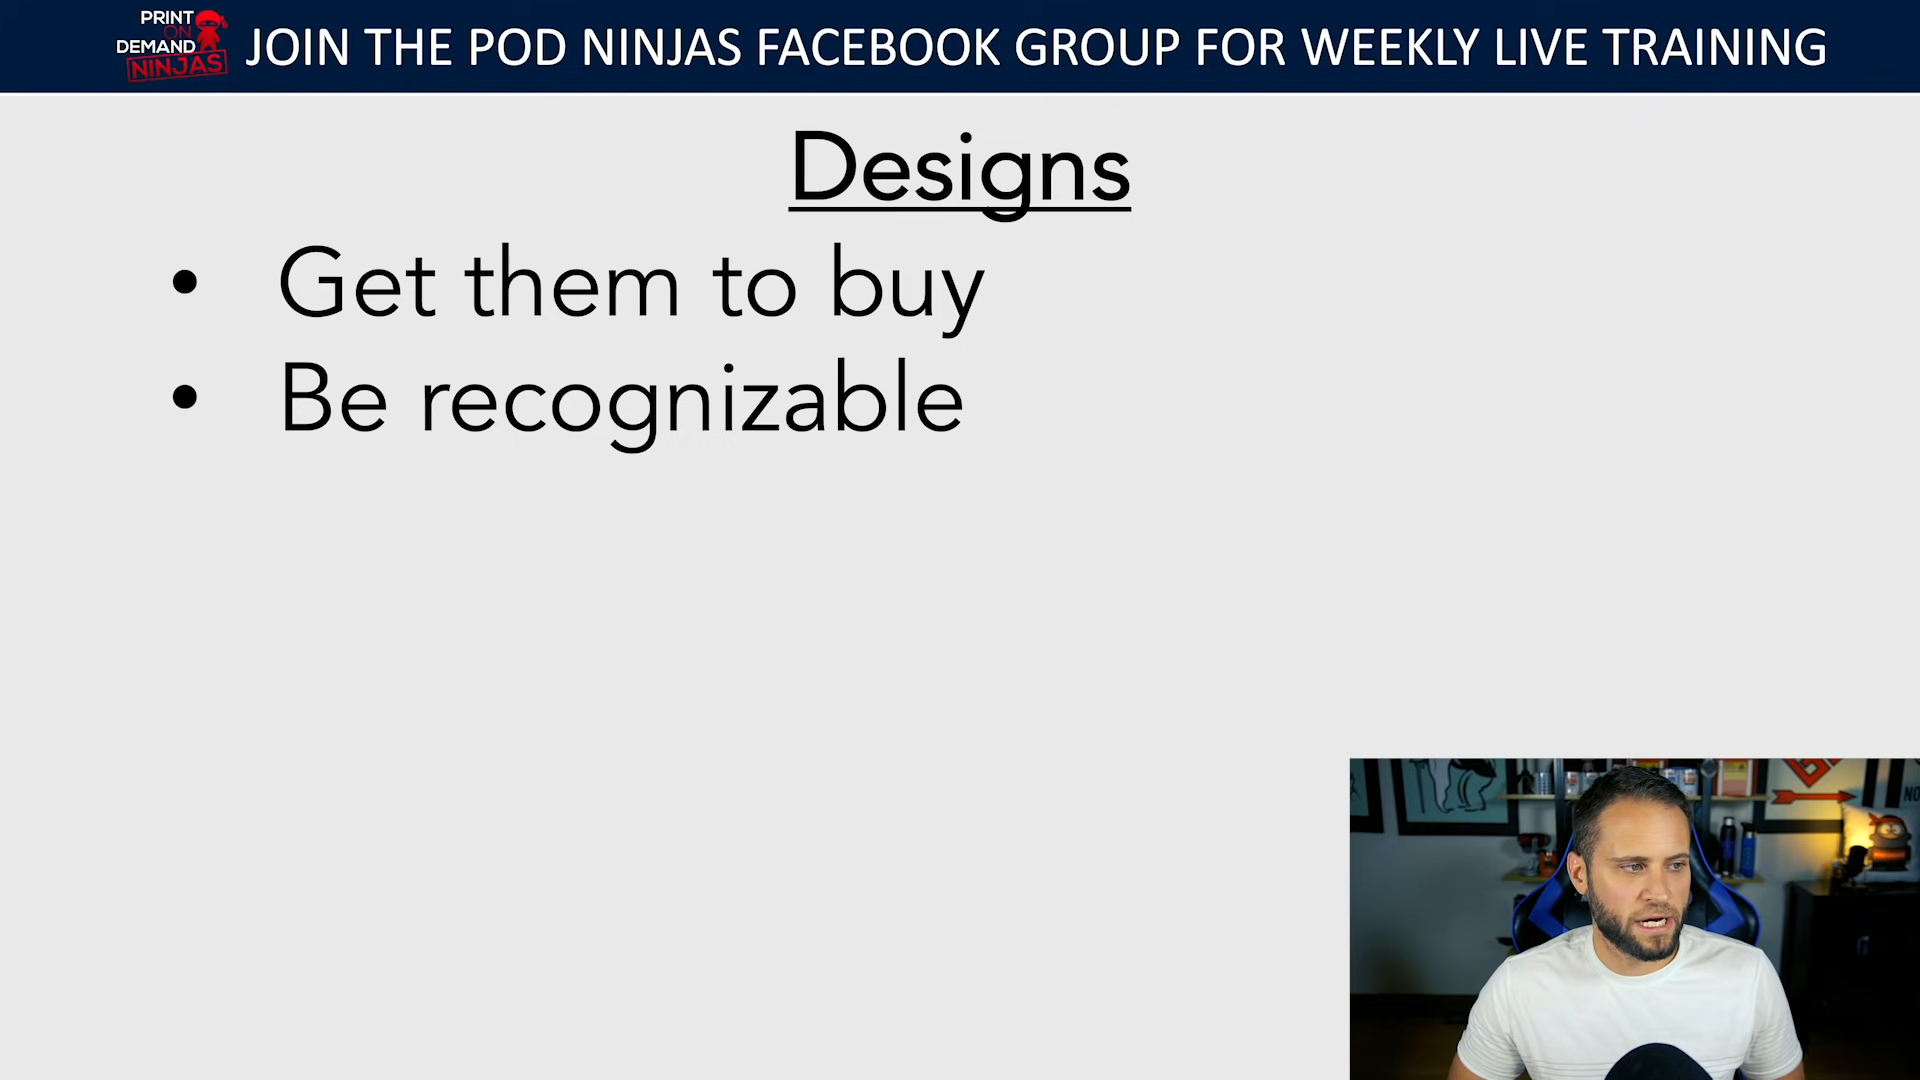 PRINT
ON
DEMAND
NINJAS
JOIN THE POD NINJAS FACEBOOK GROUP FOR WEEKLY LIVE TRAINING
Designs
• Get them to buy
• Be recognizable
NO